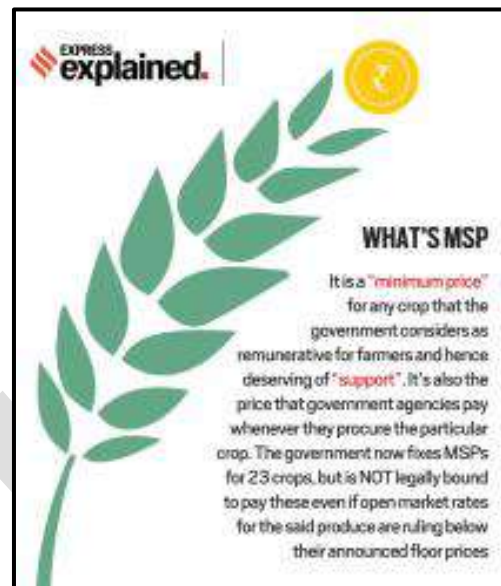 EXPRESS
explained.
₹
WHAT'S MSP
It is a "minimum price"
for any crop that the
government considers as
remunerative for farmers and hence
deserving of "support". It's also the
price that government agencies pay
whenever they procure the particular
crop. The government now fixes MSPs
for 23 crops, but is NOT legally bound
to pay these even if open market rates
for the said produce are ruling below
their announced floor prices